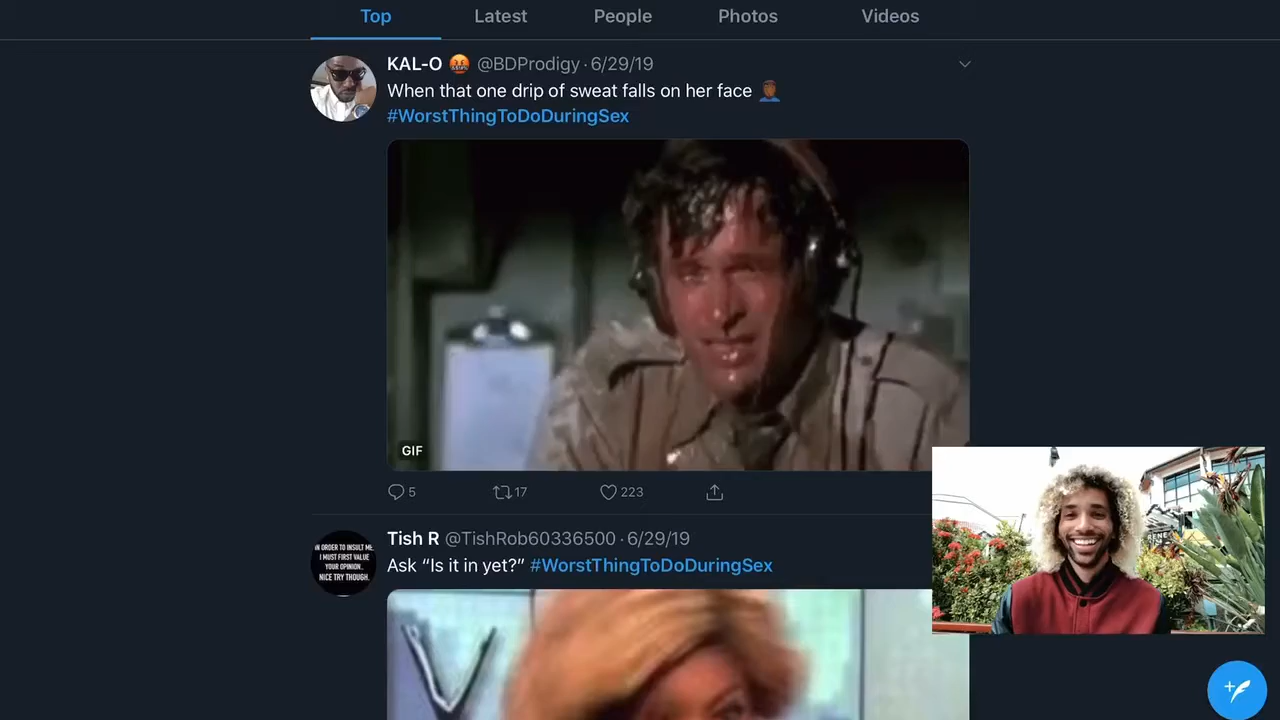 Top Latest People Photos Videos
KAL-O 🤬 @BDProdigy · 6/29/19
When that one drip of sweat falls on her face 🤦🏾‍♂️
#WorstThingToDoDuringSex
GIF
5 17 223
Tish R @TishRob60336500 · 6/29/19
IN ORDER TO INSULT ME,
I MUST FIRST VALUE
YOUR OPINION.
NICE TRY THOUGH.
Ask “Is it in yet?” #WorstThingToDoDuringSex